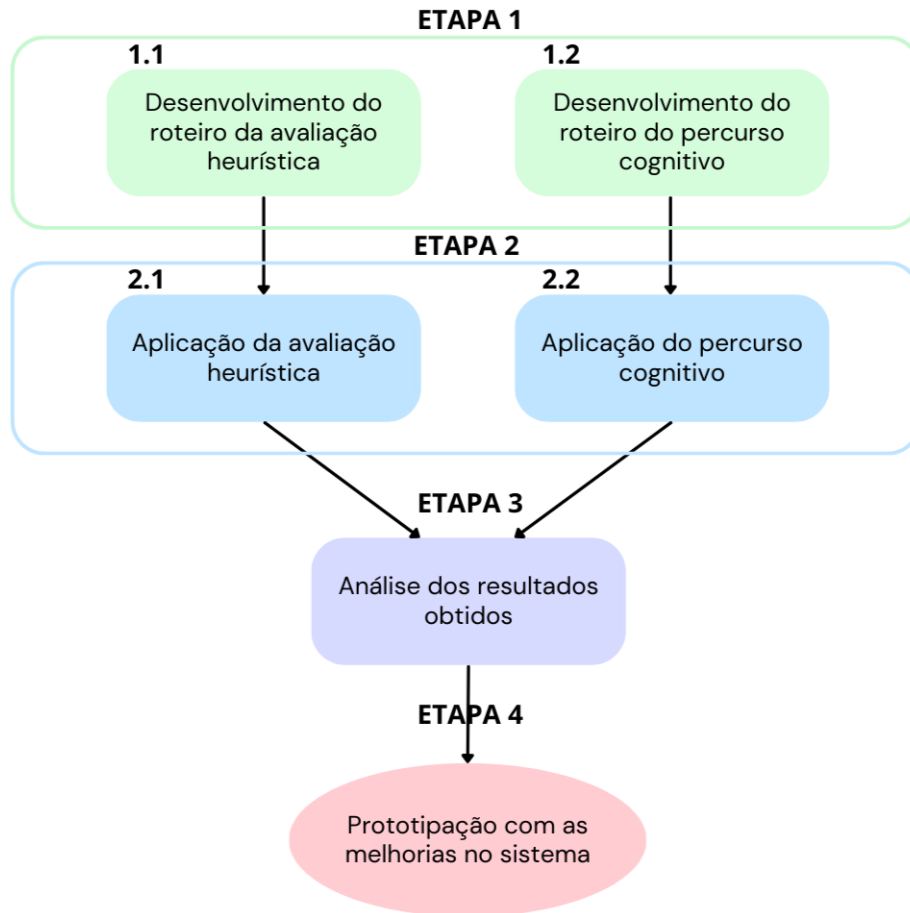 ETAPA 1
1.1
Desenvolvimento do
roteiro da avaliação
heurística
1.2
Desenvolvimento do
roteiro do percurso
cognitivo
ETAPA 2
2.1
Aplicação da avaliação
heurística
2.2
Aplicação do percurso
cognitivo
ETAPA 3
Análise dos resultados
obtidos
ETAPA 4
Prototipação com as
melhorias no sistema